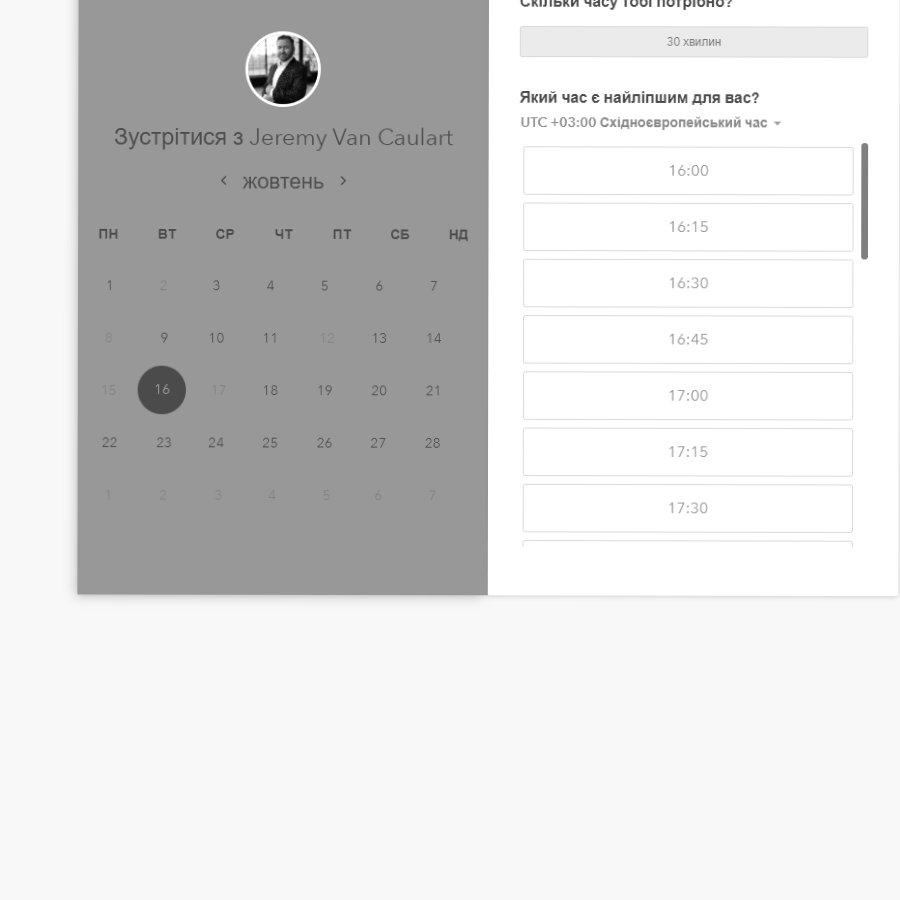 Зустрітися з Jeremy Van Caulart
жовтень
ПН ВТ СР ЧТ ПТ СБ НД
1 2 3 4 5 6 7
8 9 10 11 12 13 14
15 16 17 18 19 20 21
22 23 24 25 26 27 28
1 2 3 4 5 6 7
Скільки часу тобі потрібно?
30 хвилин
Який час є найліпшим для вас?
UTC +03:00 Східноєвропейський час
16:00
16:15
16:30
16:45
17:00
17:15
17:30